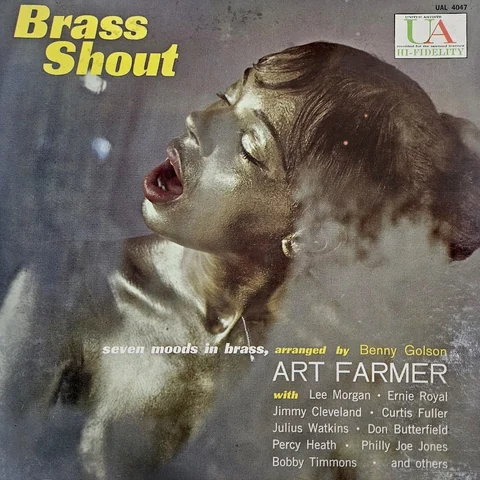 Brass
Shout
UAL 4047
UNITED ARTISTS
UA
HI-FIDELITY
seven moods in brass, arranged by Benny Golson
ART FARMER
with Lee Morgan • Ernie Royal
Jimmy Cleveland • Curtis Fuller
Julius Watkins • Don Butterfield
Percy Heath • Philly Joe Jones
Bobby Timmons • and others